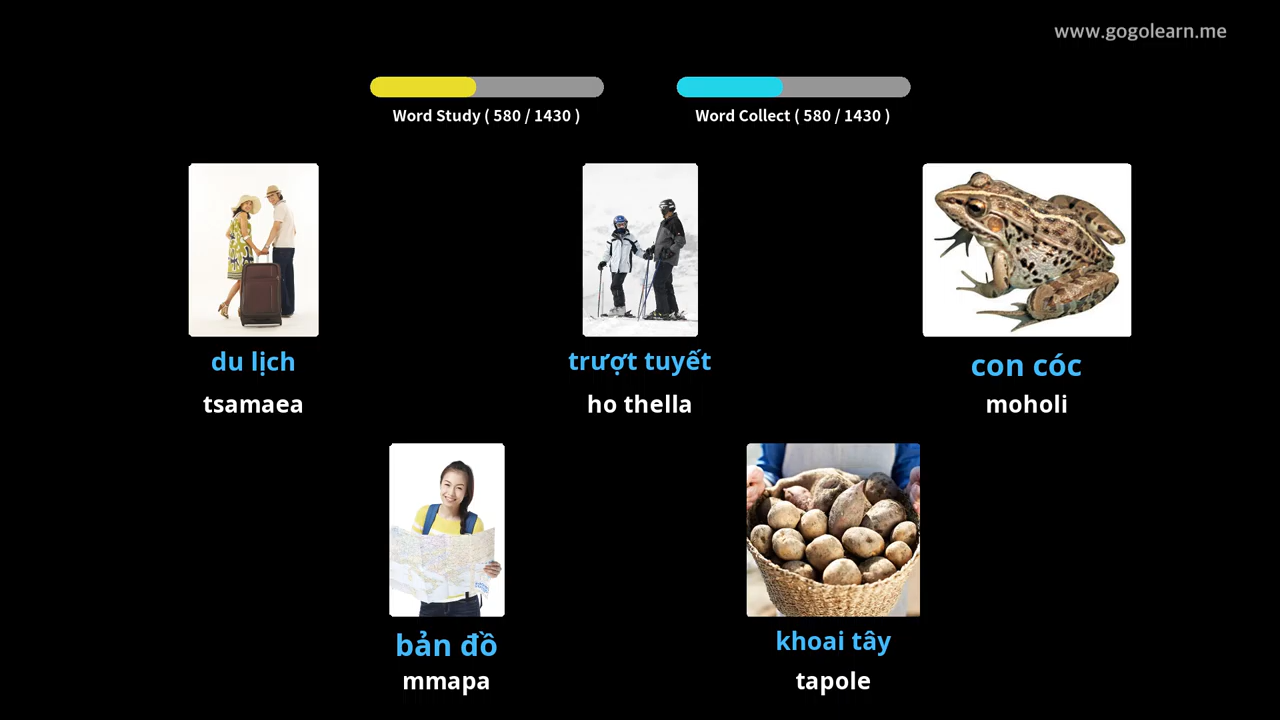 www.gogolearn.me
Word Study ( 580 / 1430 )
Word Collect ( 580 / 1430 )
du lịch
tsamaea
trượt tuyết
ho thella
con cóc
moholi
bản đồ
mmapa
khoai tây
tapole